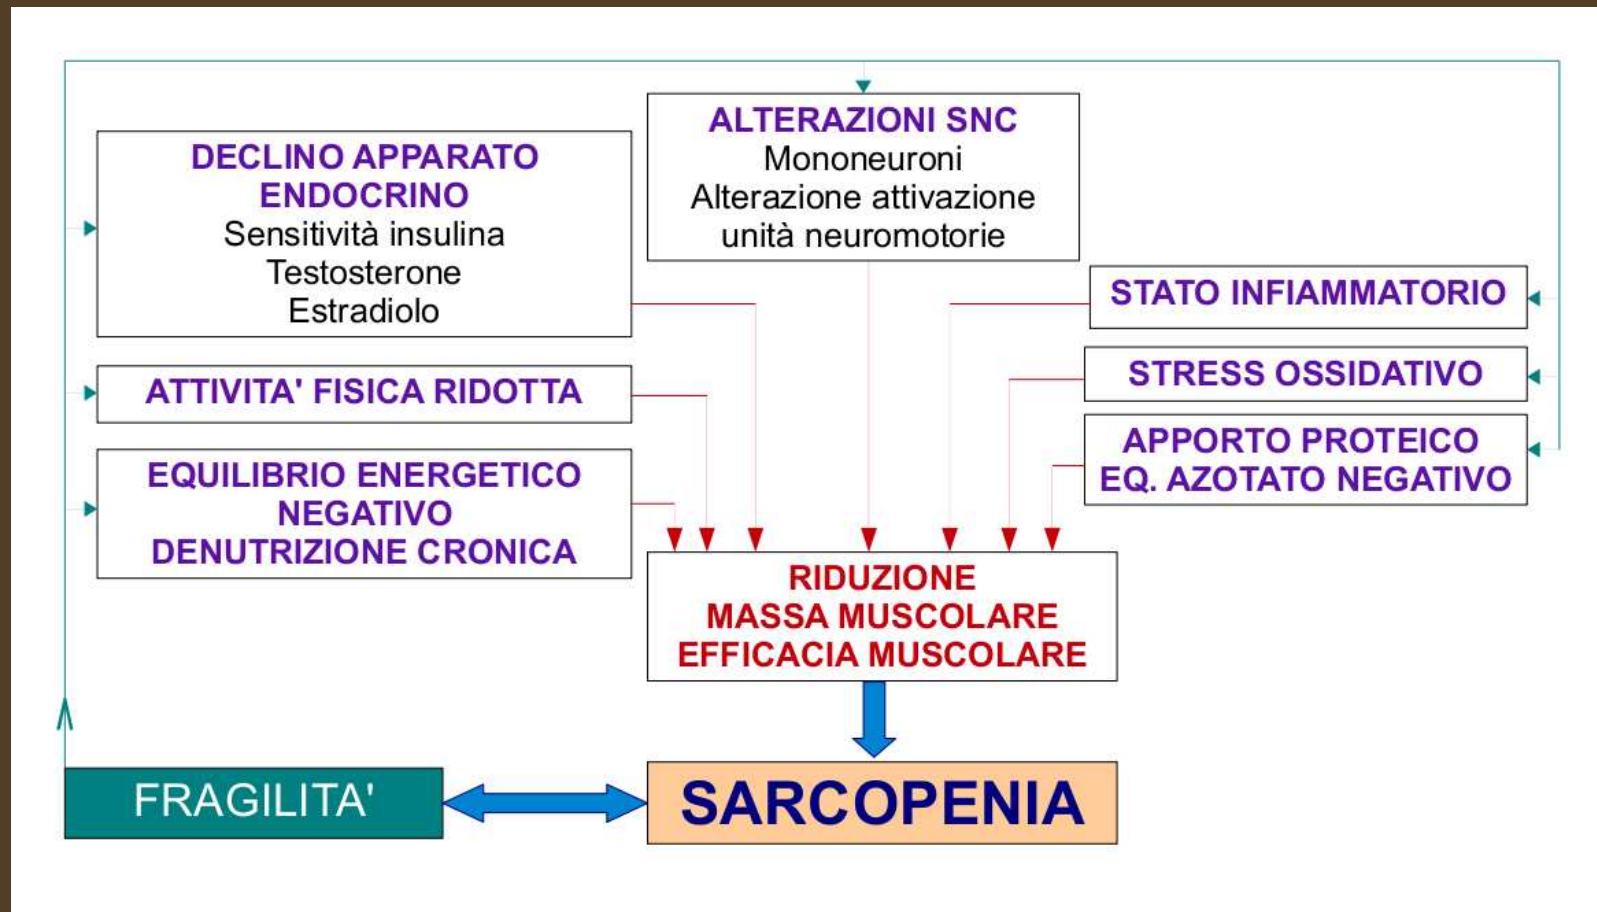 DECLINO APPARATO
ENDOCRINO
Sensitività insulina
Testosterone
Estradiolo
ATTIVITA' FISICA RIDOTTA
EQUILIBRIO ENERGETICO
NEGATIVO
DENUTRIZIONE CRONICA
ALTERAZIONI SNC
Mononeuroni
Alterazione attivazione
unità neuromotorie
STATO INFIAMMATORIO
STRESS OSSIDATIVO
APPORTO PROTEICO
EQ. AZOTATO NEGATIVO
RIDUZIONE
MASSA MUSCOLARE
EFFICACIA MUSCOLARE
FRAGILITA'
SARCOPENIA